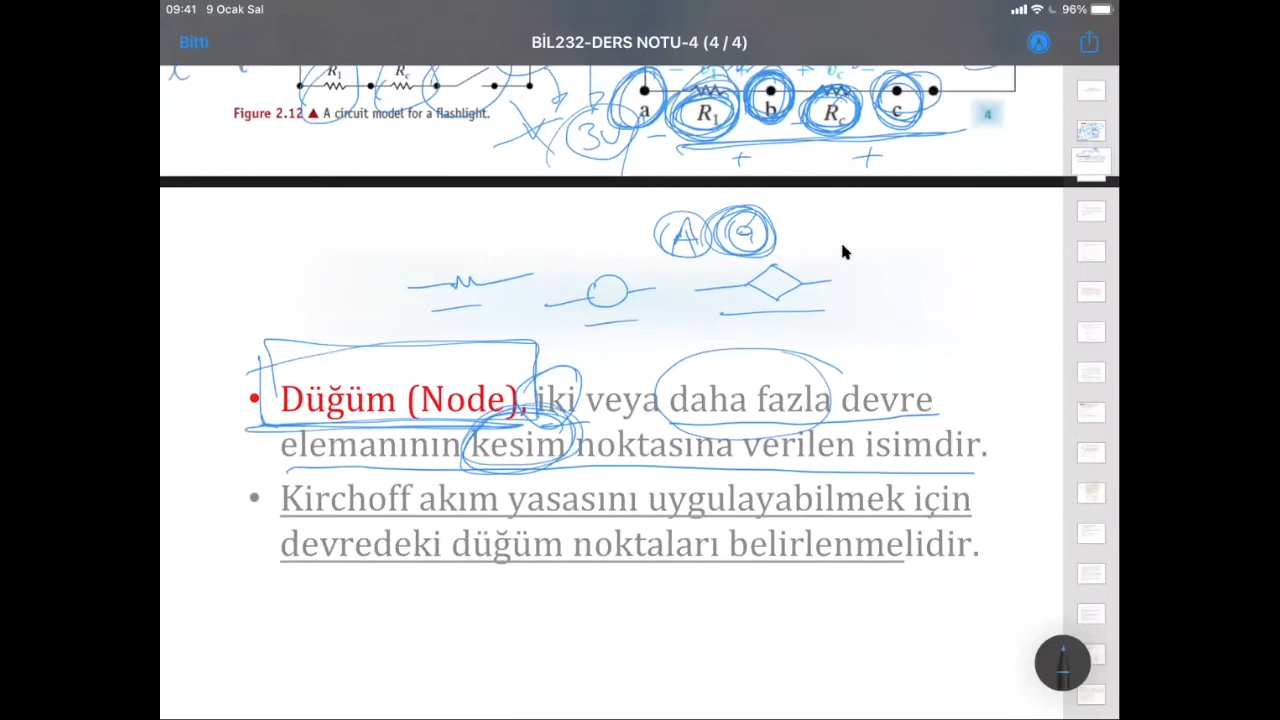 09:41 9 Ocak Sal
96%
Bitti
BİL232-DERS NOTU-4 (4 / 4)
R₁ R꜀
Figure 2.12 ▲ A circuit model for a flashlight.
a R₁ b R꜀ c
3V
4
A
• Düğüm (Node), iki veya daha fazla devre
elemanının kesim noktasına verilen isimdir.
• Kirchoff akım yasasını uygulayabilmek için
devredeki düğüm noktaları belirlenmelidir.